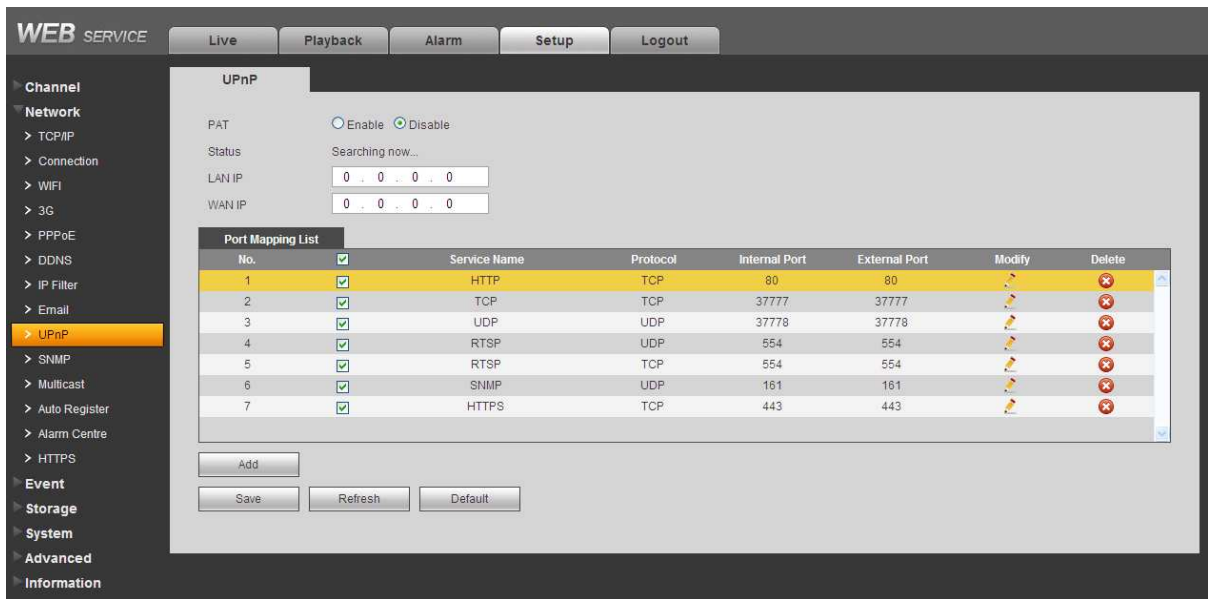 WEB SERVICE
Live Playback Alarm Setup Logout
Channel
Network
> TCP/IP
> Connection
> WIFI
> 3G
> PPPoE
> DDNS
> IP Filter
> Email
> UPnP
> SNMP
> Multicast
> Auto Register
> Alarm Centre
> HTTPS
Event
Storage
System
Advanced
Information
UPnP
PAT Enable Disable
Status Searching now...
LAN IP 0 . 0 . 0 . 0
WAN IP 0 . 0 . 0 . 0
Port Mapping List
No. Service Name Protocol Internal Port External Port Modify Delete
1 HTTP TCP 80 80
2 TCP TCP 37777 37777
3 UDP UDP 37778 37778
4 RTSP UDP 554 554
5 RTSP TCP 554 554
6 SNMP UDP 161 161
7 HTTPS TCP 443 443
Add
Save Refresh Default